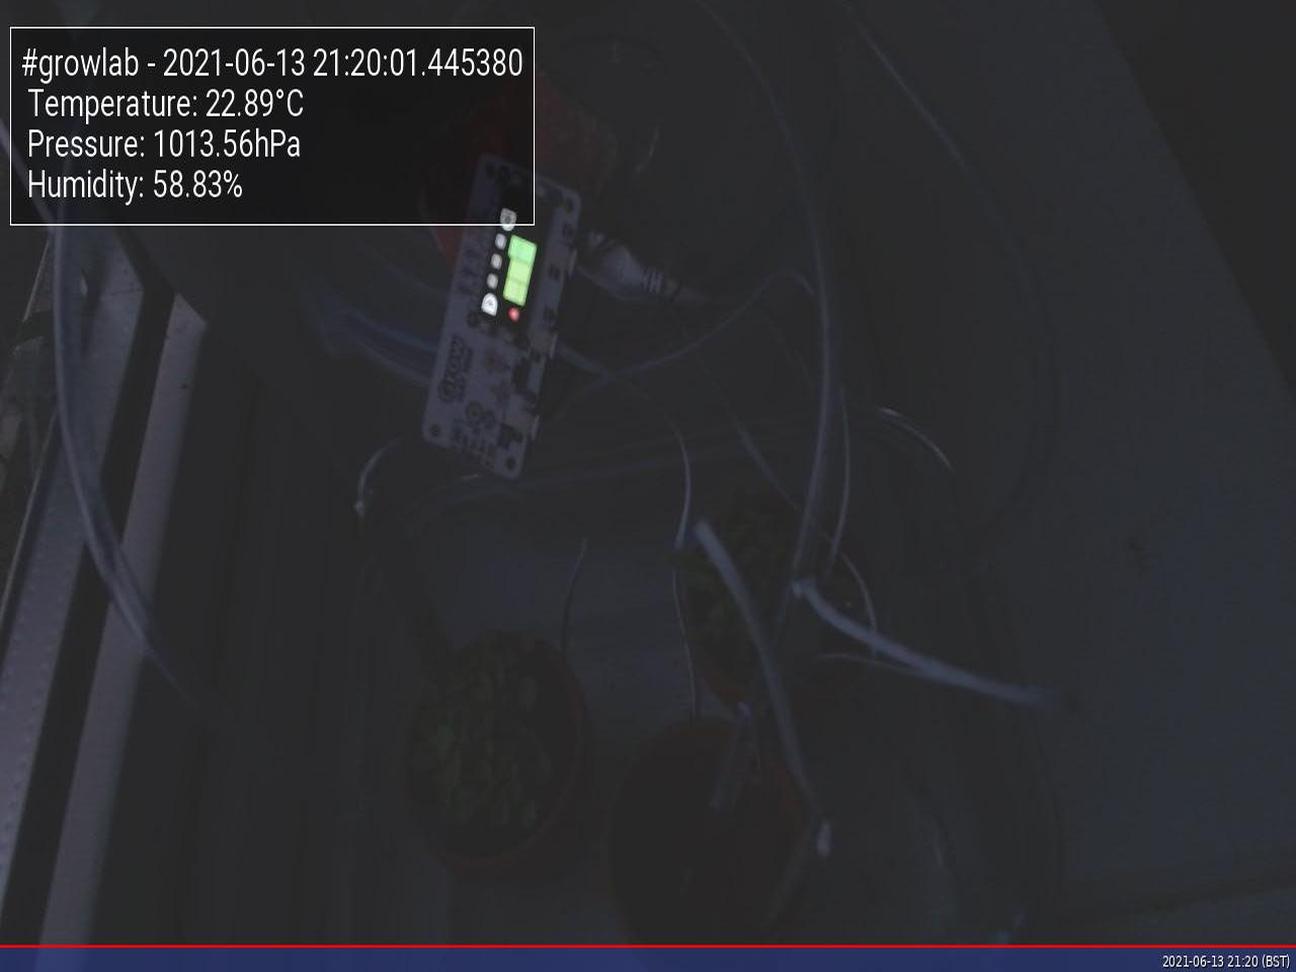 #growlab - 2021-06-13 21:20:01.445380
Temperature: 22.89°C
Pressure: 1013.56hPa
Humidity: 58.83%
GROW
2021-06-13 21:20 (BST)